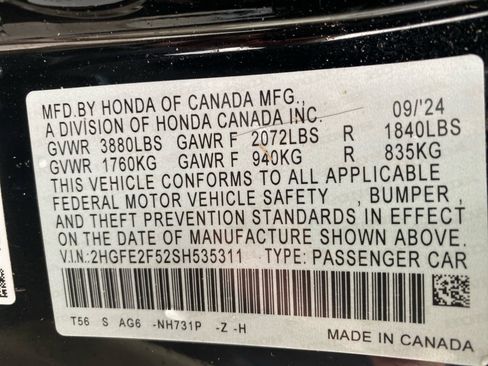 MFD.BY HONDA OF CANADA MFG., 09/'24
A DIVISION OF HONDA CANADA INC.
GVWR 3880LBS GAWR F 2072LBS R 1840LBS
GVWR 1760KG GAWR F 940KG R 835KG
THIS VEHICLE CONFORMS TO ALL APPLICABLE
FEDERAL MOTOR VEHICLE SAFETY , BUMPER ,
AND THEFT PREVENTION STANDARDS IN EFFECT
ON THE DATE OF MANUFACTURE SHOWN ABOVE.
V.I.N.:2HGFE2F52SH535311 TYPE: PASSENGER CAR
T56 S AG6 -NH731P -Z -H
MADE IN CANADA